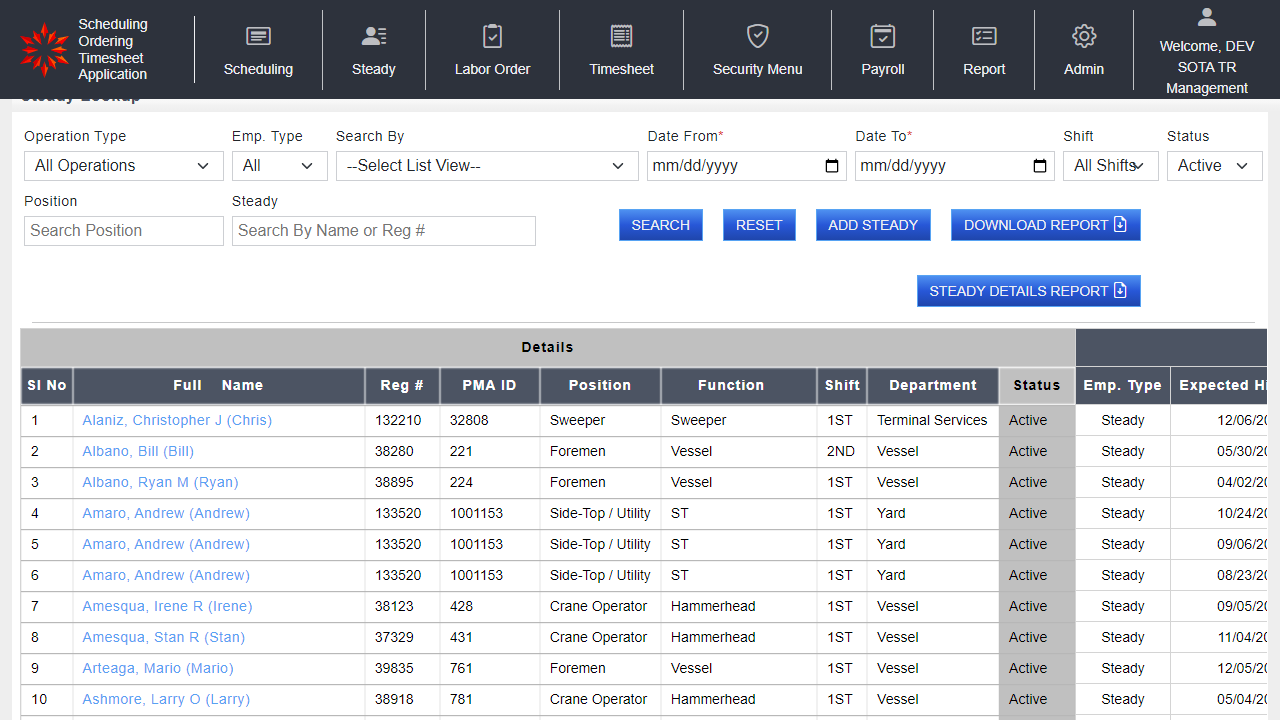 Scheduling
Ordering
Timesheet
Application
Scheduling
Steady
Labor Order
Timesheet
Security Menu
Payroll
Report
Admin
Welcome, DEV
SOTA TR
Management
Steady Lookup
Operation Type Emp. Type Search By Date From* Date To* Shift Status
All Operations All --Select List View-- mm/dd/yyyy mm/dd/yyyy All Shifts Active
Position Steady
Search Position Search By Name or Reg # SEARCH RESET ADD STEADY DOWNLOAD REPORT
STEADY DETAILS REPORT
Details
Sl No Full Name Reg # PMA ID Position Function Shift Department Status Emp. Type Expected Hi
1 Alaniz, Christopher J (Chris) 132210 32808 Sweeper Sweeper 1ST Terminal Services Active Steady 12/06/20
2 Albano, Bill (Bill) 38280 221 Foremen Vessel 2ND Vessel Active Steady 05/30/20
3 Albano, Ryan M (Ryan) 38895 224 Foremen Vessel 1ST Vessel Active Steady 04/02/20
4 Amaro, Andrew (Andrew) 133520 1001153 Side-Top / Utility ST 1ST Yard Active Steady 10/24/20
5 Amaro, Andrew (Andrew) 133520 1001153 Side-Top / Utility ST 1ST Yard Active Steady 09/06/20
6 Amaro, Andrew (Andrew) 133520 1001153 Side-Top / Utility ST 1ST Yard Active Steady 08/23/20
7 Amesqua, Irene R (Irene) 38123 428 Crane Operator Hammerhead 1ST Vessel Active Steady 09/05/20
8 Amesqua, Stan R (Stan) 37329 431 Crane Operator Hammerhead 1ST Vessel Active Steady 11/04/20
9 Arteaga, Mario (Mario) 39835 761 Foremen Vessel 1ST Vessel Active Steady 12/05/20
10 Ashmore, Larry O (Larry) 38918 781 Crane Operator Hammerhead 1ST Vessel Active Steady 05/04/20